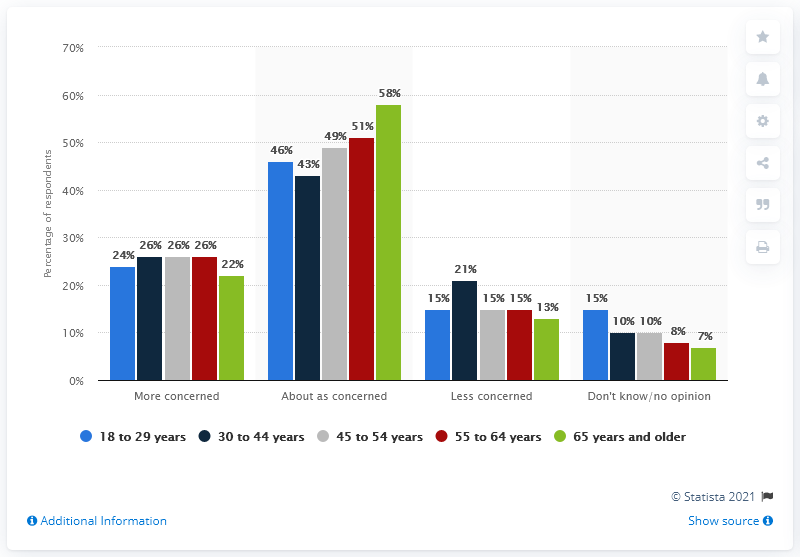 70%
60%
50%
40%
30%
20%
10%
0%
Percentage of respondents
24% 26% 26% 26% 22%
46% 43% 49% 51% 58%
15% 21% 15% 15% 13%
15% 10% 10% 8% 7%
More concerned About as concerned Less concerned Don't know/no opinion
18 to 29 years 30 to 44 years 45 to 54 years 55 to 64 years 65 years and older
© Statista 2021
Additional Information Show source